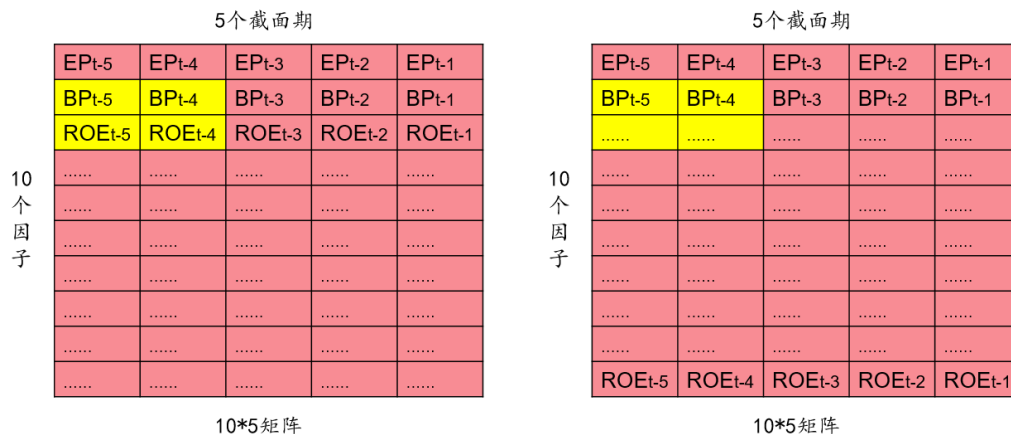 5个截面期
EPt-5 EPt-4 EPt-3 EPt-2 EPt-1
BPt-5 BPt-4 BPt-3 BPt-2 BPt-1
ROEt-5 ROEt-4 ROEt-3 ROEt-2 ROEt-1
...... ...... ...... ...... ......
...... ...... ...... ...... ......
...... ...... ...... ...... ......
...... ...... ...... ...... ......
...... ...... ...... ...... ......
...... ...... ...... ...... ......
...... ...... ...... ...... ......
10
个
因
子
10*5矩阵
5个截面期
EPt-5 EPt-4 EPt-3 EPt-2 EPt-1
BPt-5 BPt-4 BPt-3 BPt-2 BPt-1
...... ...... ...... ...... ......
...... ...... ...... ...... ......
...... ...... ...... ...... ......
...... ...... ...... ...... ......
...... ...... ...... ...... ......
...... ...... ...... ...... ......
...... ...... ...... ...... ......
ROEt-5 ROEt-4 ROEt-3 ROEt-2 ROEt-1
10
个
因
子
10*5矩阵